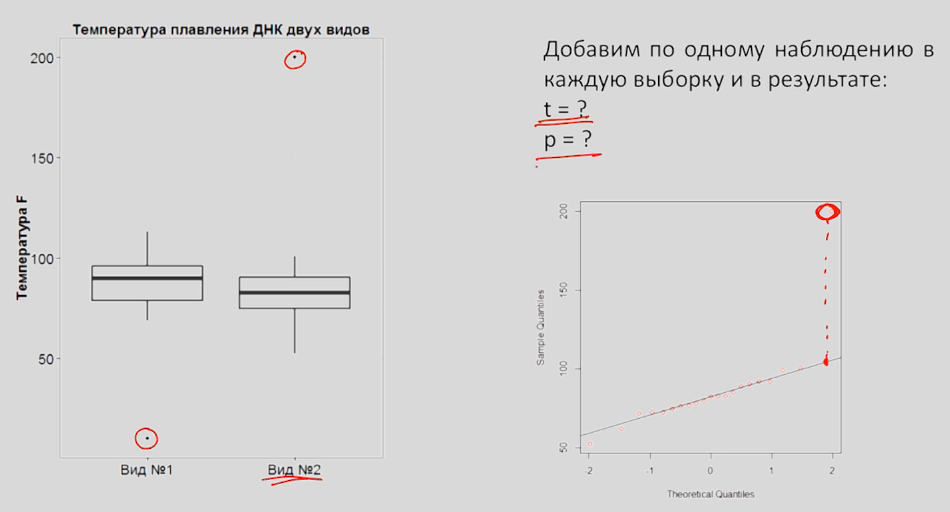 Температура плавления ДНК двух видов
200
150
100
50
Температура F
Вид №1
Вид №2
Добавим по одному наблюдению в
каждую выборку и в результате:
t = ?
p = ?
200
150
100
50
Sample Quantiles
-2
-1
0
1
2
Theoretical Quantiles